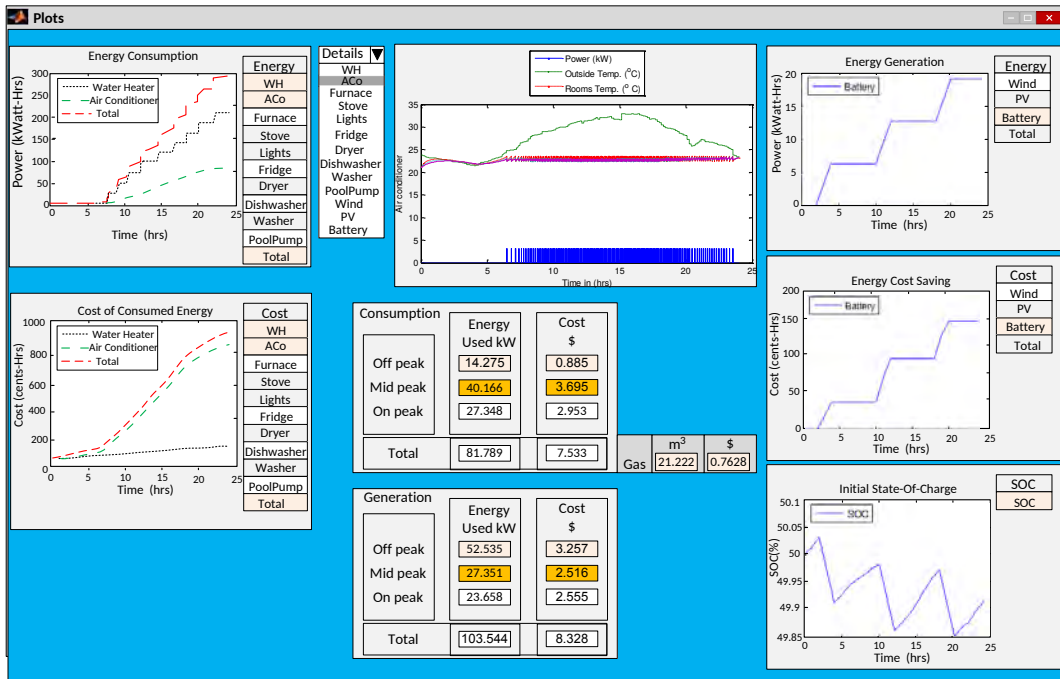 Plots
Energy Consumption
Power (kWatt-Hrs)
300
250
200
150
100
50
0
Water Heater
Air Conditioner
Total
0 5 10 15 20 25
Time (hrs)
Energy
WH
ACo
Furnace
Stove
Lights
Fridge
Dryer
Dishwasher
Washer
PoolPump
Total
Details
WH
ACo
Furnace
Stove
Lights
Fridge
Dryer
Dishwasher
Washer
PoolPump
Wind
PV
Battery
Power (kW)
Outside Temp. (°C)
Rooms Temp. (° C)
Air conditioner
35
30
25
20
15
10
5
0
0 5 10 15 20 25
Time in (hrs)
Energy Generation
Power (kWatt-Hrs)
20
15
10
5
0
Battery
0 5 10 15 20 25
Time (hrs)
Energy
Wind
PV
Battery
Total
Cost of Consumed Energy
Cost (cents-Hrs)
1000
800
600
400
200
0
Water Heater
Air Conditioner
Total
0 5 10 15 20 25
Time (hrs)
Cost
WH
ACo
Furnace
Stove
Lights
Fridge
Dryer
Dishwasher
Washer
PoolPump
Total
Consumption
Energy Used kW
Cost $
Off peak 14.275 0.885
Mid peak 40.166 3.695
On peak 27.348 2.953
Total 81.789 7.533
m³ $
Gas 21.222 0.7628
Generation
Energy Used kW
Cost $
Off peak 52.535 3.257
Mid peak 27.351 2.516
On peak 23.658 2.555
Total 103.544 8.328
Energy Cost Saving
Cost (cents-Hrs)
200
150
100
50
0
Battery
0 5 10 15 20 25
Time (hrs)
Cost
Wind
PV
Battery
Total
Initial State-Of-Charge
SOC(%)
50.1
50.05
50
49.95
49.9
49.85
SOC
0 5 10 15 20 25
Time (hrs)
SOC
SOC